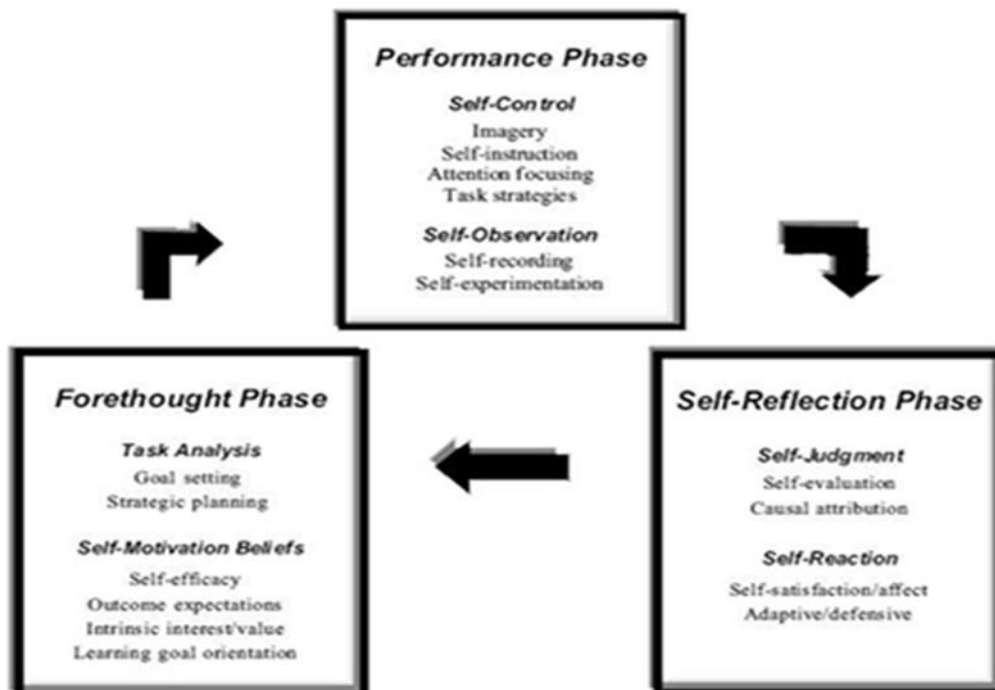 Performance Phase
Self-Control
Imagery
Self-instruction
Attention focusing
Task strategies
Self-Observation
Self-recording
Self-experimentation
Forethought Phase
Task Analysis
Goal setting
Strategic planning
Self-Motivation Beliefs
Self-efficacy
Outcome expectations
Intrinsic interest/value
Learning goal orientation
Self-Reflection Phase
Self-Judgment
Self-evaluation
Causal attribution
Self-Reaction
Self-satisfaction/affect
Adaptive/defensive